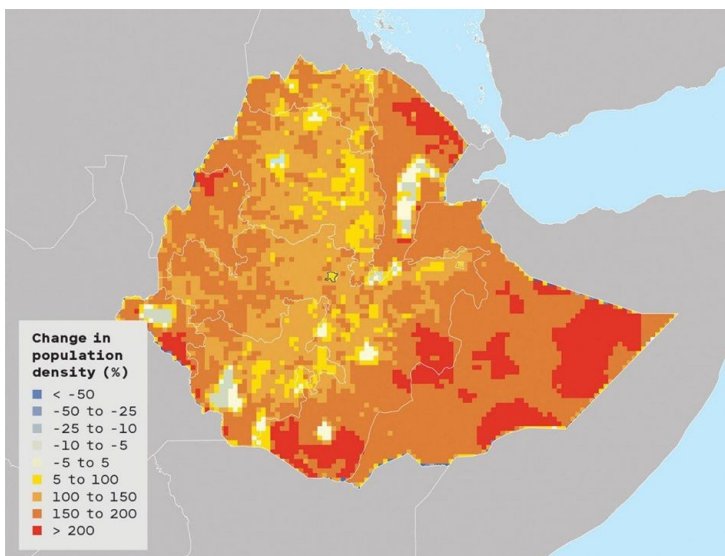 Change in
population
density (%)
< -50
-50 to -25
-25 to -10
-10 to -5
-5 to 5
5 to 100
100 to 150
150 to 200
> 200